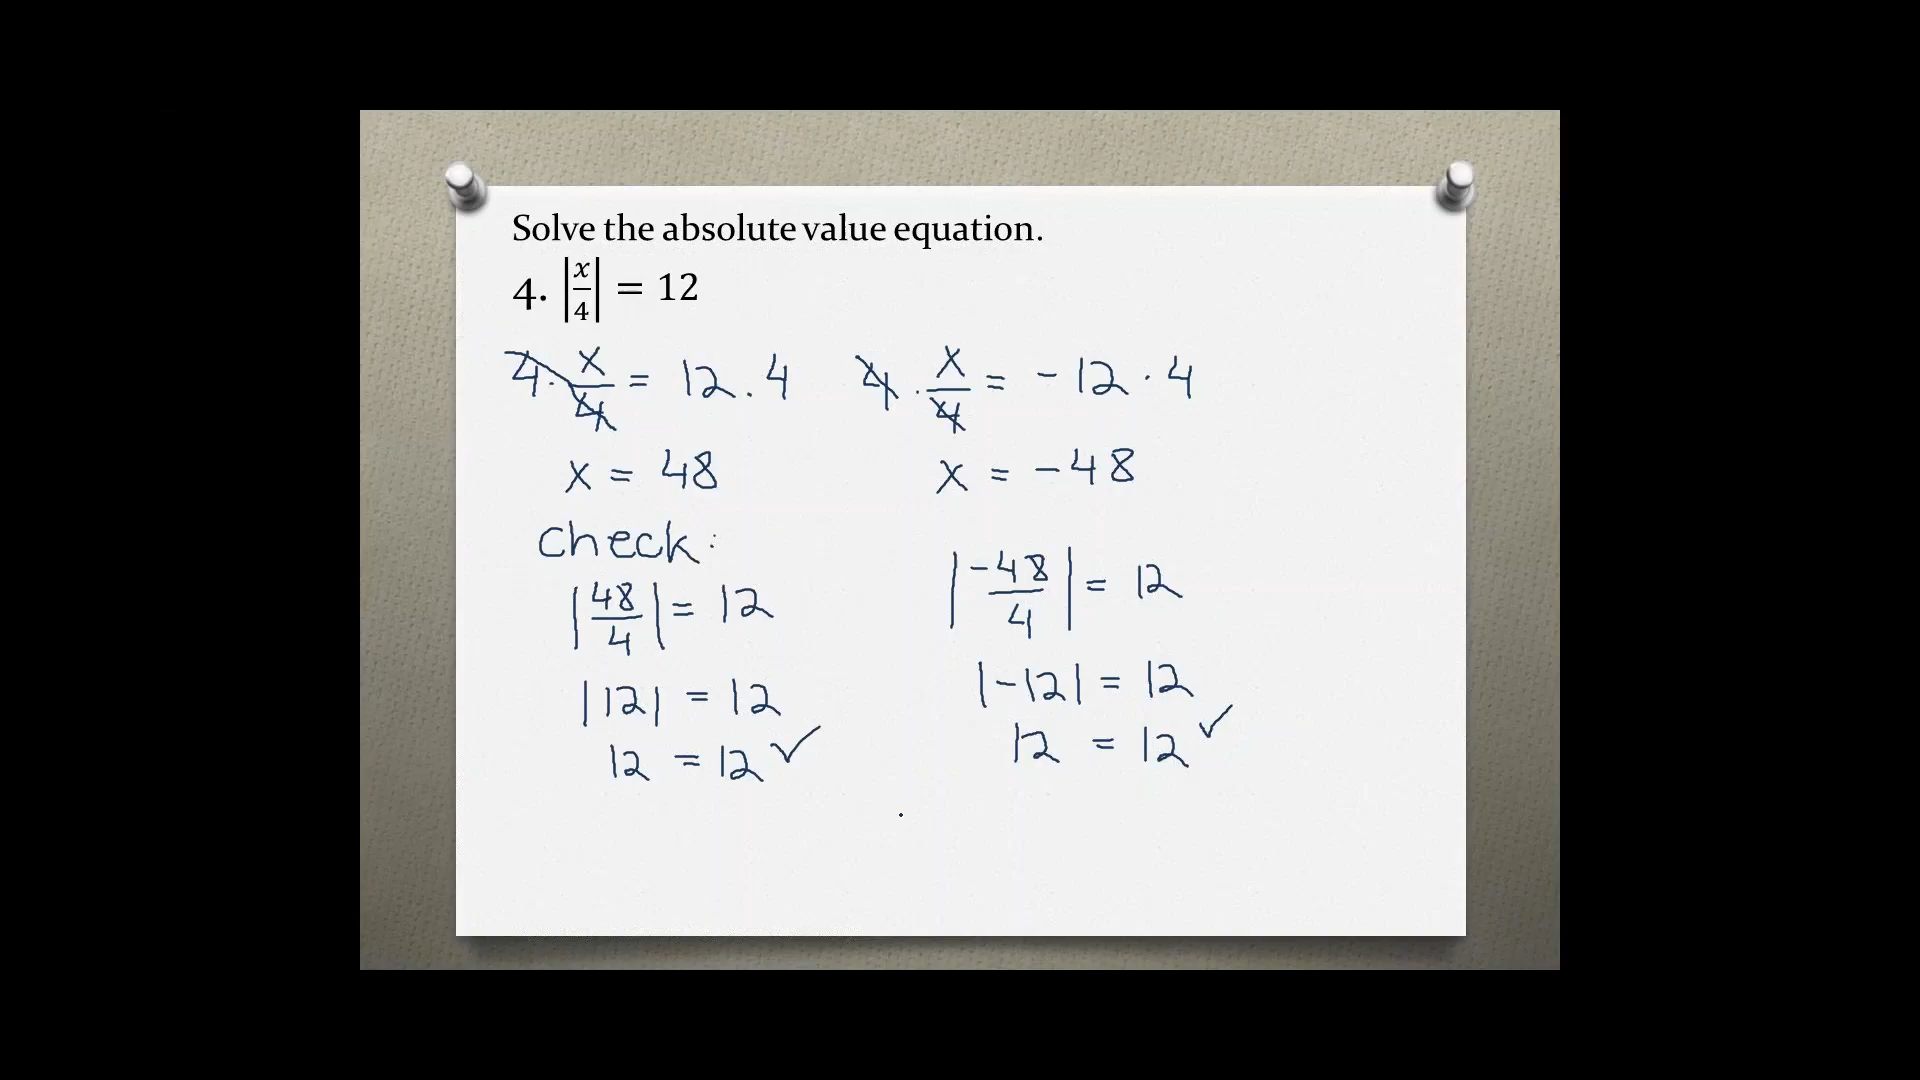 Solve the absolute value equation.
4. |x/4| = 12
4 · x/4 = 12 . 4
x = 48
4 · x/4 = -12 · 4
x = -48
Check:
|48/4| = 12
|12| = 12
12 = 12 ✓
|-48/4| = 12
|-12| = 12
12 = 12 ✓